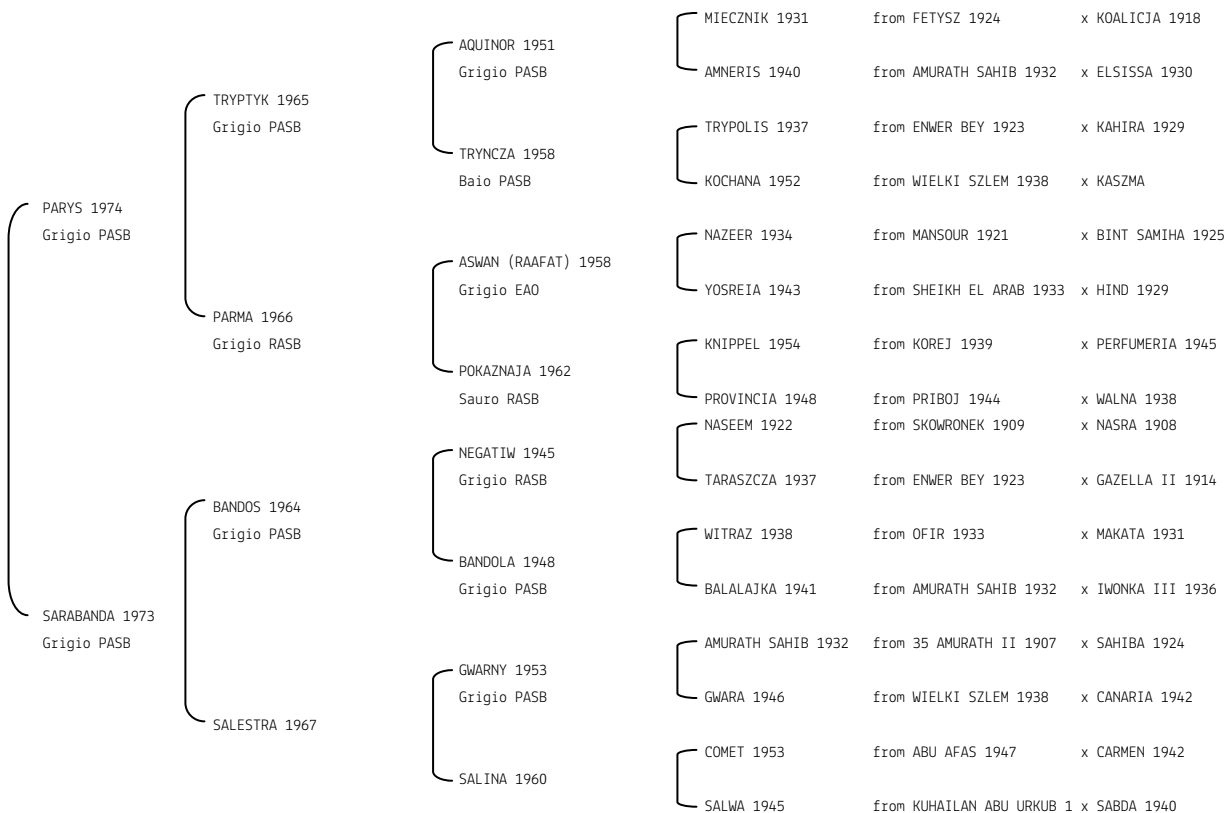 MIECZNIK 1931 from FETYSZ 1924 x KOALICJA 1918
AQUINOR 1951
Grigio PASB
AMNERIS 1940 from AMURATH SAHIB 1932 x ELSISSA 1930
TRYPTYK 1965
Grigio PASB
TRYPOLIS 1937 from ENWER BEY 1923 x KAHIRA 1929
TRYNCZA 1958
Baio PASB
KOCHANA 1952 from WIELKI SZLEM 1938 x KASZMA
PARYS 1974
Grigio PASB
NAZEER 1934 from MANSOUR 1921 x BINT SAMIHA 1925
ASWAN (RAAFAT) 1958
Grigio EAO
YOSREIA 1943 from SHEIKH EL ARAB 1933 x HIND 1929
PARMA 1966
Grigio RASB
KNIPPEL 1954 from KOREJ 1939 x PERFUMERIA 1945
POKAZNAJA 1962
Sauro RASB
PROVINCIA 1948 from PRIBOJ 1944 x WALNA 1938
NASEEM 1922 from SKOWRONEK 1909 x NASRA 1908
NEGATIW 1945
Grigio RASB
TARASZCZA 1937 from ENWER BEY 1923 x GAZELLA II 1914
BANDOS 1964
Grigio PASB
WITRAZ 1938 from OFIR 1933 x MAKATA 1931
BANDOLA 1948
Grigio PASB
BALALAJKA 1941 from AMURATH SAHIB 1932 x IWONKA III 1936
SARABANDA 1973
Grigio PASB
AMURATH SAHIB 1932 from 35 AMURATH II 1907 x SAHIBA 1924
GWARNY 1953
Grigio PASB
GWARA 1946 from WIELKI SZLEM 1938 x CANARIA 1942
SALESTRA 1967
COMET 1953 from ABU AFAS 1947 x CARMEN 1942
SALINA 1960
SALWA 1945 from KUHAILAN ABU URKUB 1 x SABDA 1940